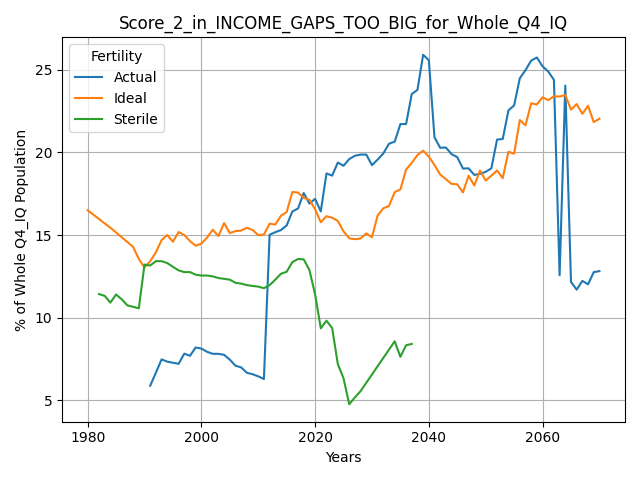 Score_2_in_INCOME_GAPS_TOO_BIG_for_Whole_Q4_IQ
Fertility
Actual
Ideal
Sterile
% of Whole Q4_IQ Population
25
20
15
10
5
1980 2000 2020 2040 2060
Years